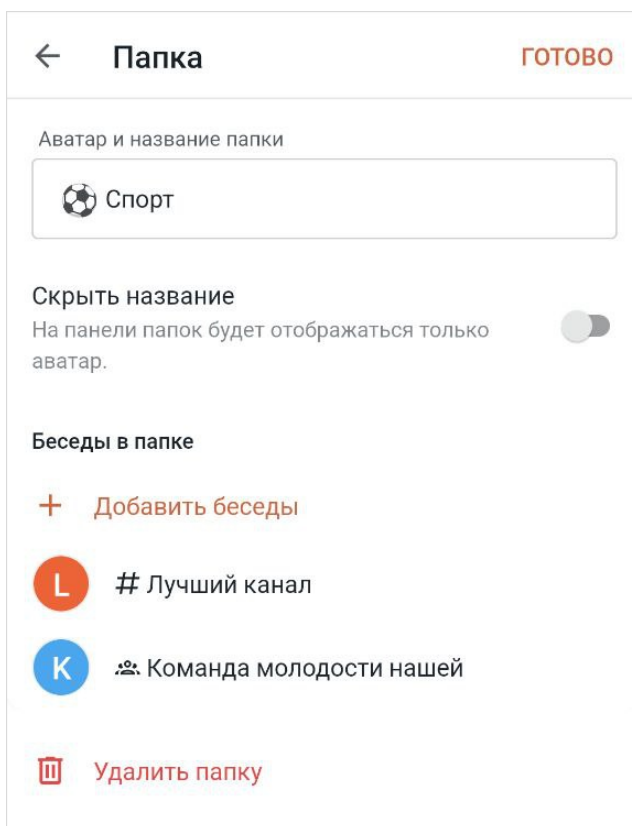 Папка
ГОТОВО
Аватар и название папки
Спорт
Скрыть название
На панели папок будет отображаться только
аватар.
Беседы в папке
+ Добавить беседы
L # Лучший канал
K Команда молодости нашей
Удалить папку